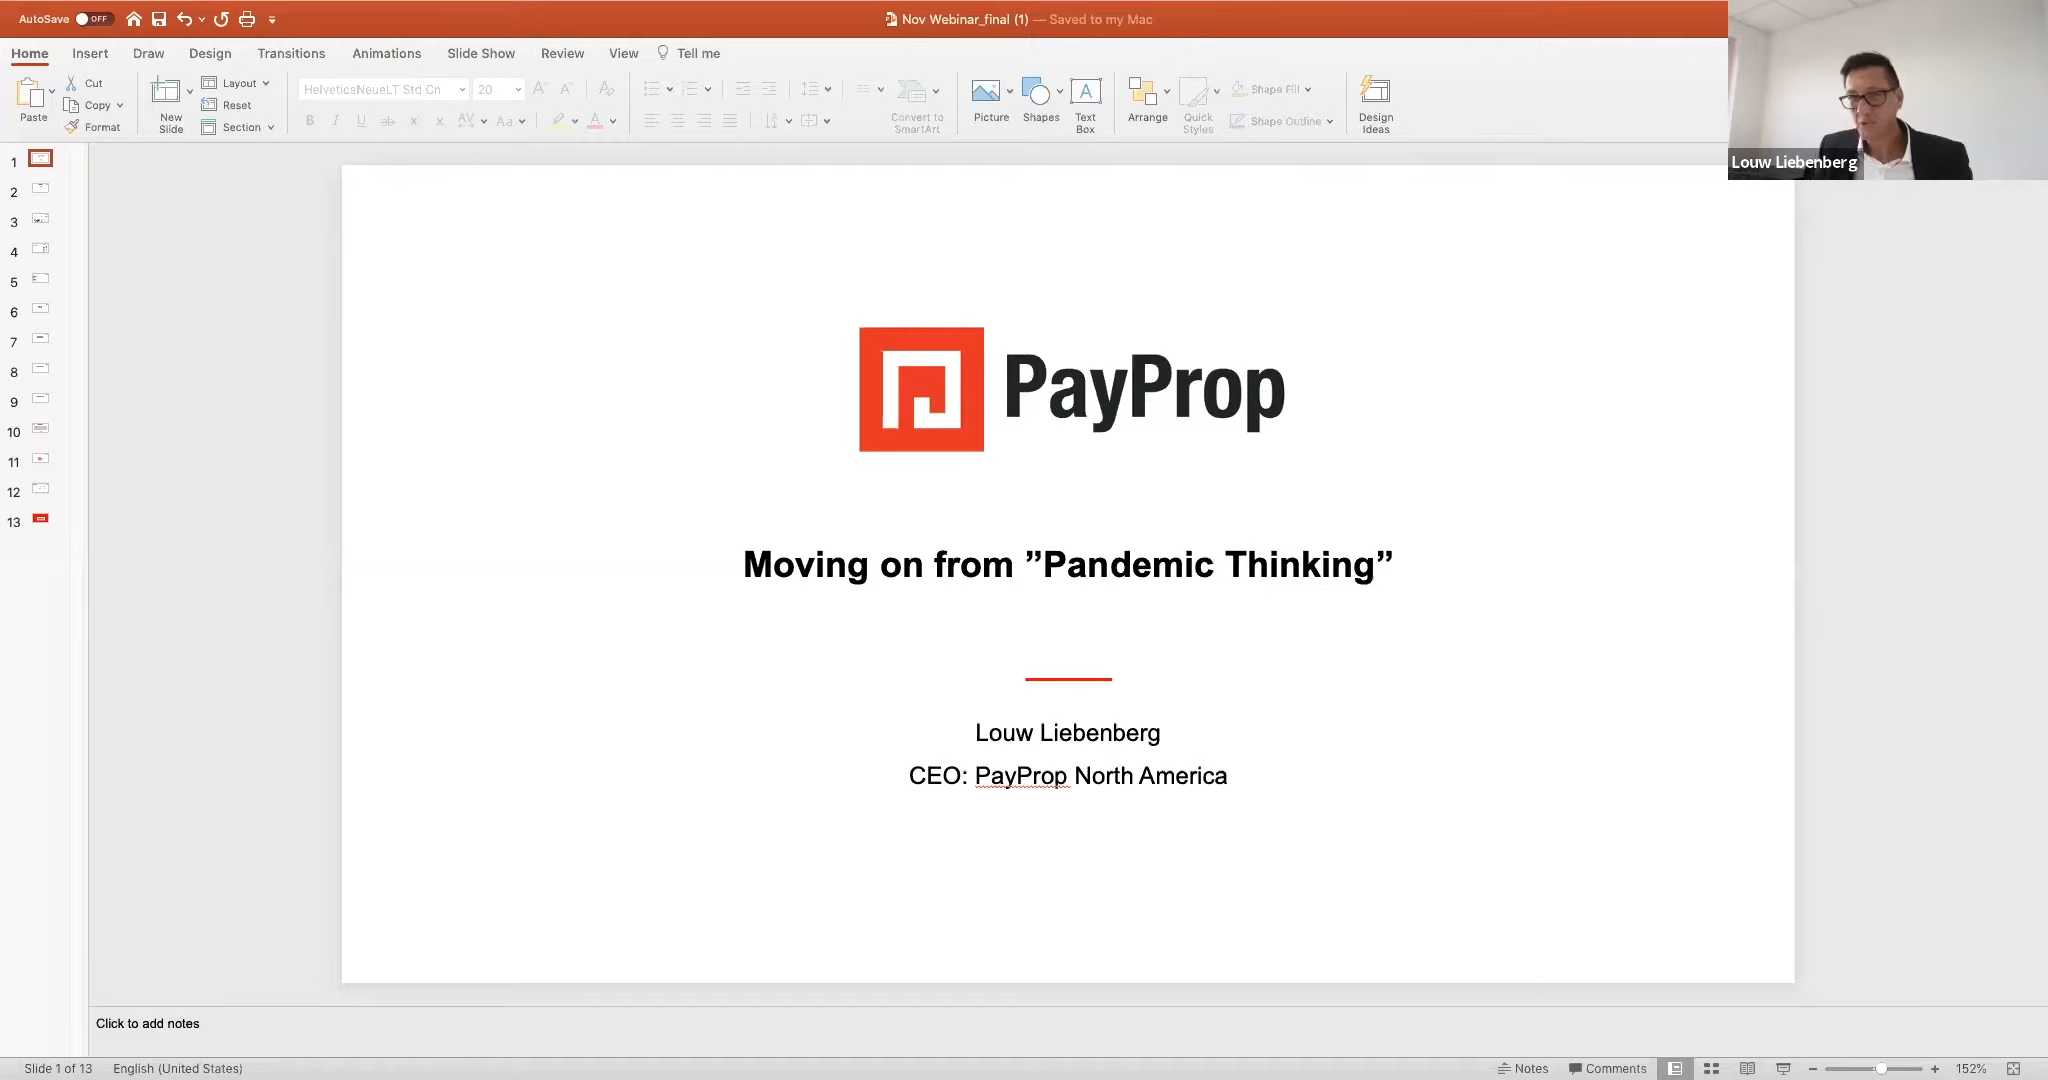 AutoSave OFF
Nov Webinar_final (1) — Saved to my Mac
Home Insert Draw Design Transitions Animations Slide Show Review View Tell me
Paste
Cut
Copy
Format
New
Slide
Layout
Reset
Section
HelveticaNeueLT Std Cn 20
Convert to
SmartArt
Picture
Shapes
Text
Box
Arrange
Quick
Styles
Shape Fill
Shape Outline
Design
Ideas
Louw Liebenberg
1
2
3
4
5
6
7
8
9
10
11
12
13
PayProp
Moving on from ”Pandemic Thinking”
Louw Liebenberg
CEO: PayProp North America
Click to add notes
Slide 1 of 13 English (United States) Notes Comments 152%